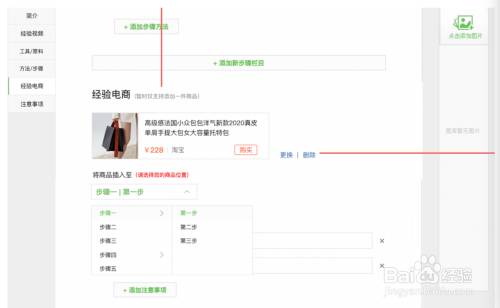 简介
经验视频
工具/原料
方法/步骤
经验电商
注意事项
+ 添加步骤方法
+ 添加新步骤栏目
经验电商 (暂时仅支持添加一件商品)
高级感法国小众包包洋气新款2020真皮
单肩手提大包女大容量托特包
¥228 | 淘宝
购买
更换 | 删除
将商品插入至 (请选择您的商品位置)
步骤一 | 第一步
步骤一
步骤二
步骤三
步骤四
步骤五
第一步
第二步
第三步
+ 添加注意事项
点击添加图片
图库暂无图片
Baidu 经验
jingyan.baidu.com